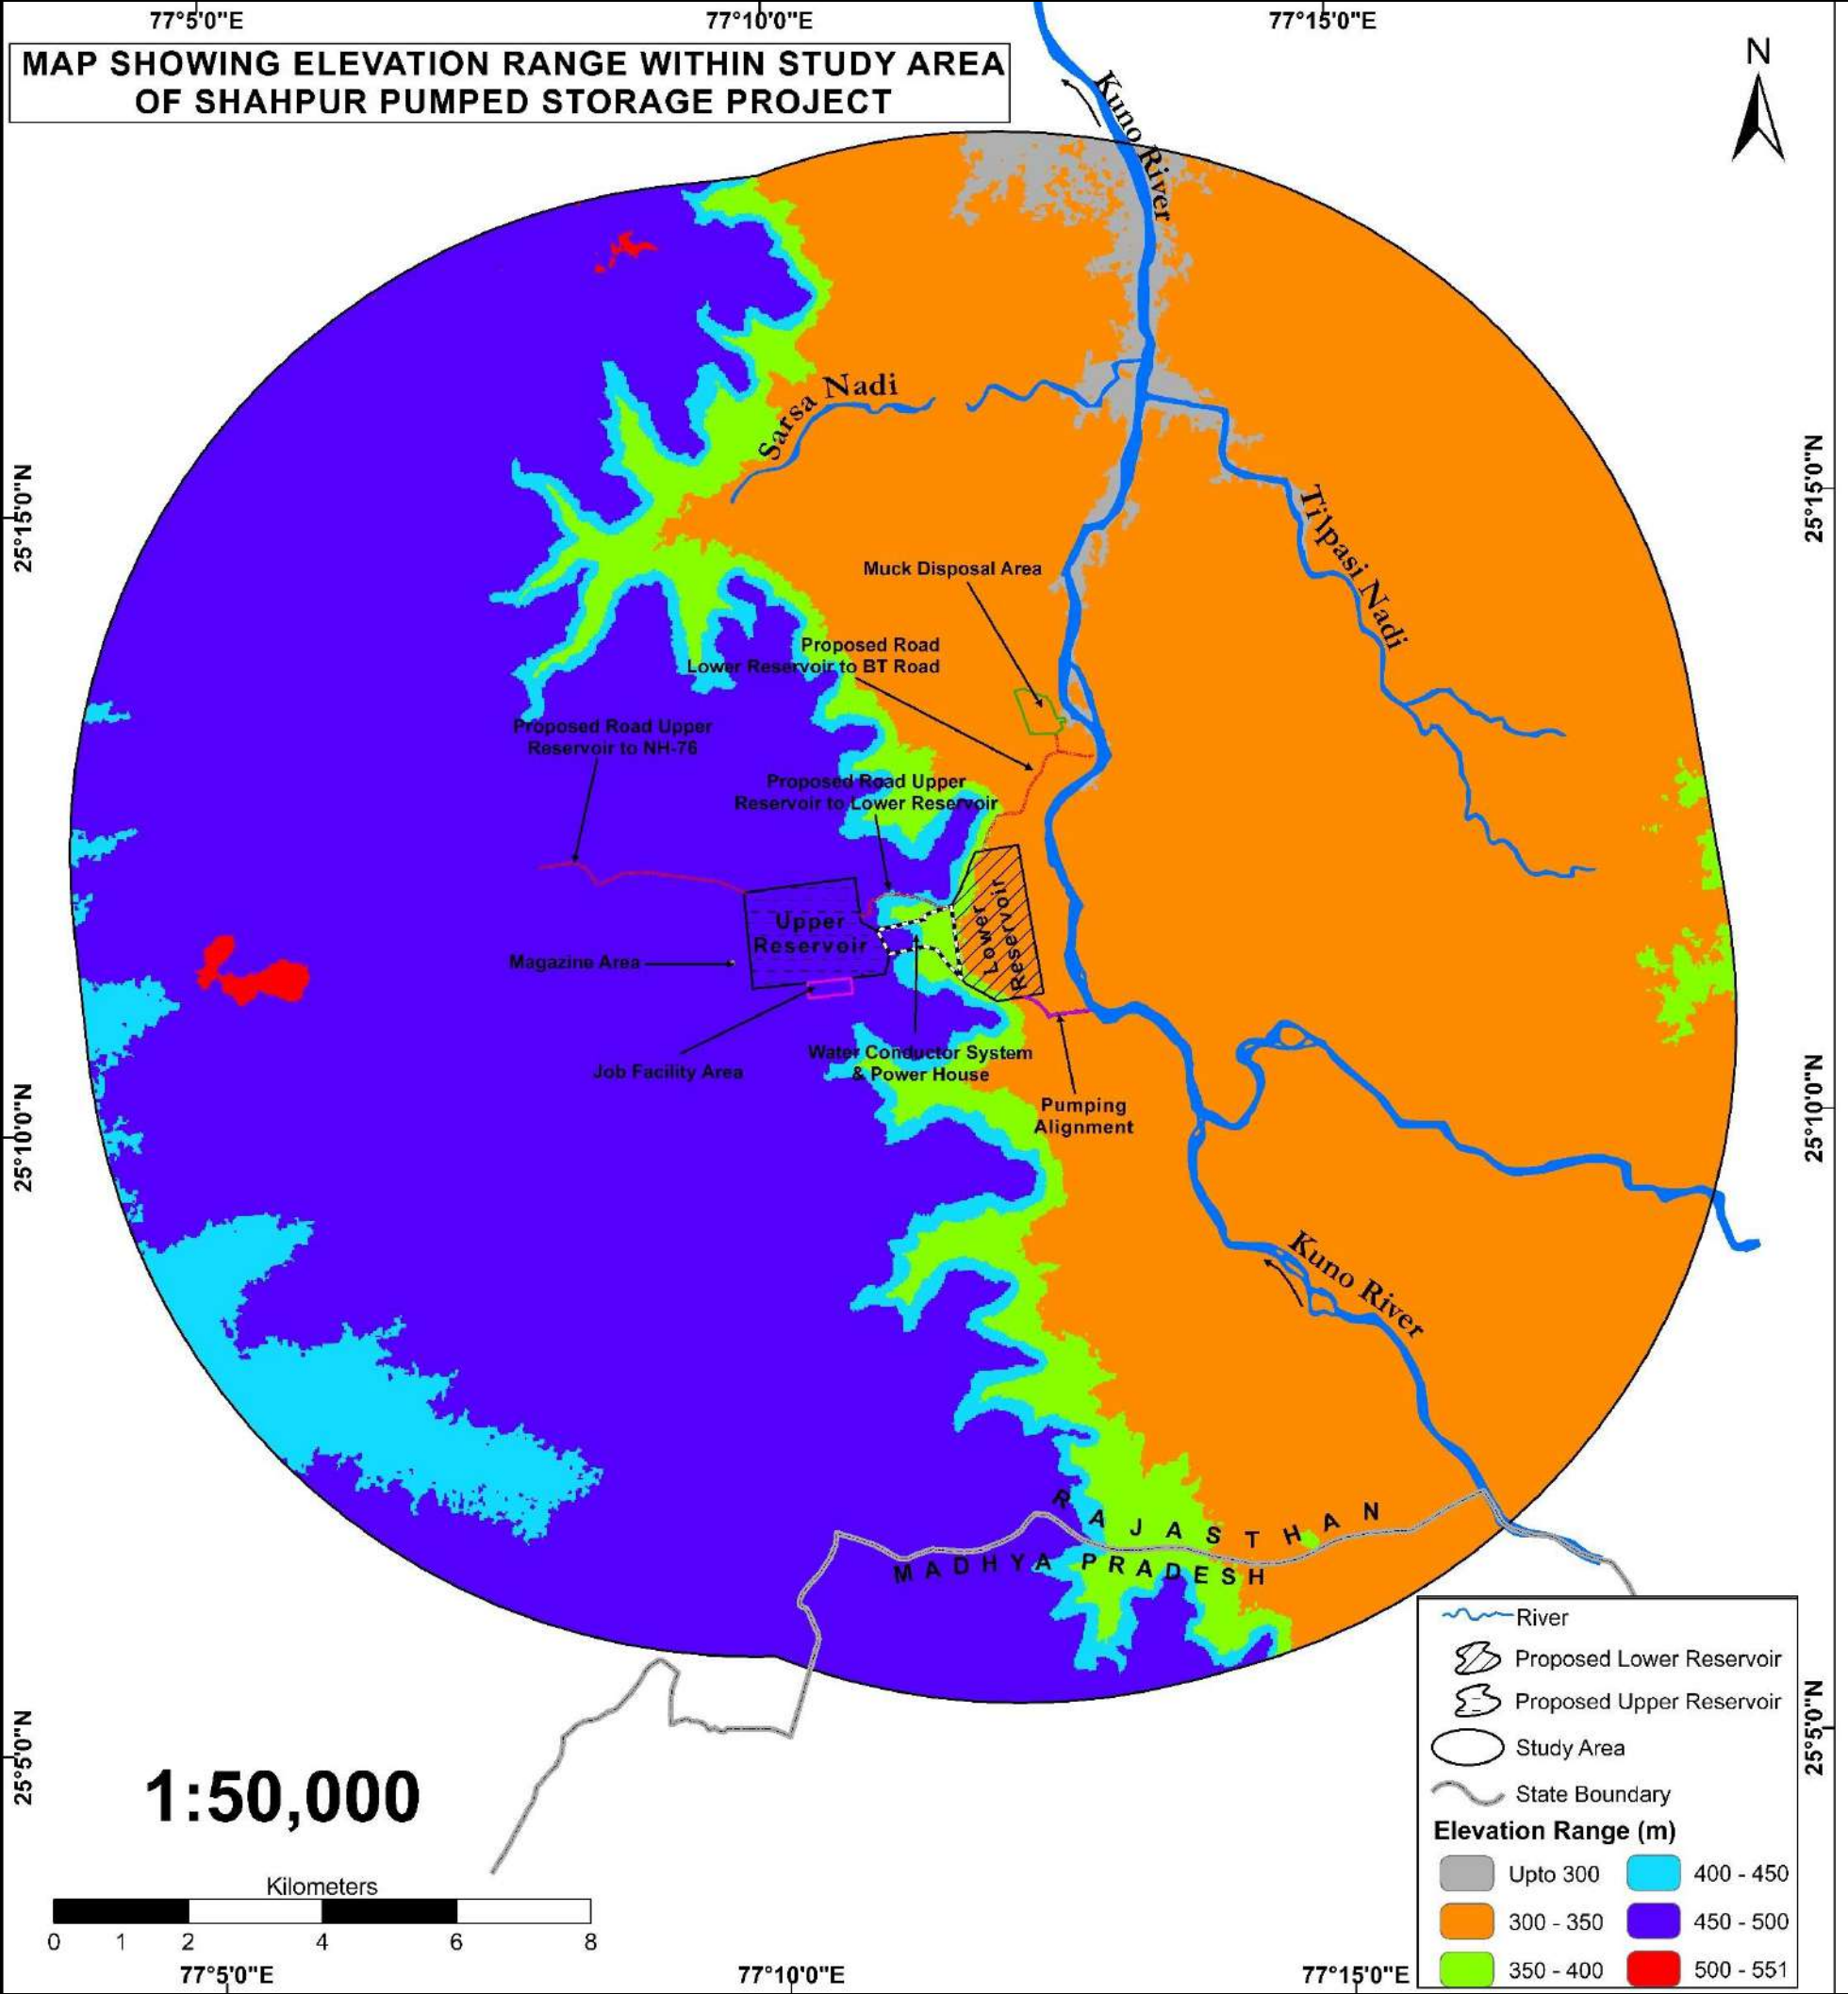 77°5'0"E
77°10'0"E
77°15'0"E
MAP SHOWING ELEVATION RANGE WITHIN STUDY AREA
OF SHAHPUR PUMPED STORAGE PROJECT
N
Kuno River
Sarsa Nadi
25°15'0"N
25°15'0"N
Tilpasi Nadi
Muck Disposal Area
Proposed Road
Lower Reservoir to BT Road
Proposed Road Upper
Reservoir to NH-76
Proposed Road Upper
Reservoir to Lower Reservoir
Upper
Reservoir
Lower
Reservoir
Magazine Area
Job Facility Area
Water Conductor System
& Power House
Pumping
Alignment
25°10'0"N
25°10'0"N
Kuno River
RAJASTHAN
MADHYA PRADESH
25°5'0"N
25°5'0"N
1:50,000
Kilometers
0 1 2 4 6 8
River
Proposed Lower Reservoir
Proposed Upper Reservoir
Study Area
State Boundary
Elevation Range (m)
Upto 300
400 - 450
300 - 350
450 - 500
350 - 400
500 - 551
77°5'0"E
77°10'0"E
77°15'0"E